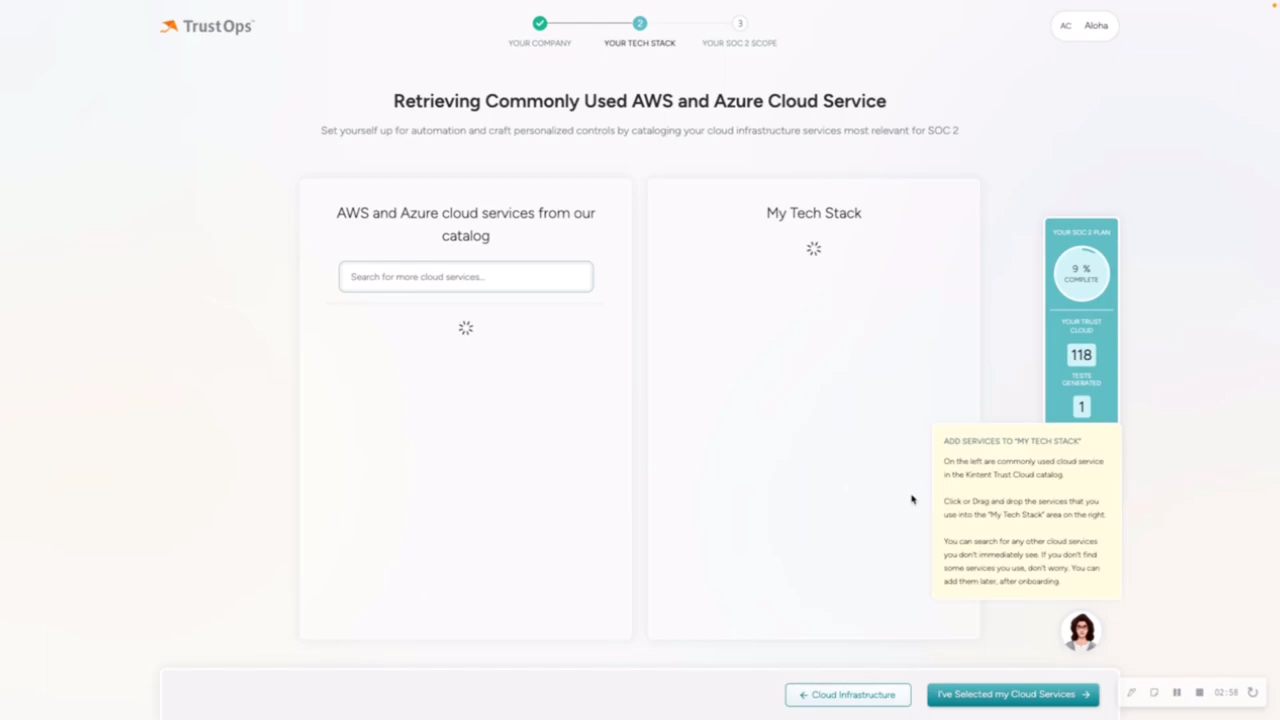 TrustOps
2
3
YOUR COMPANY
YOUR TECH STACK
YOUR SOC 2 SCOPE
AC Aloha
Retrieving Commonly Used AWS and Azure Cloud Service
Set yourself up for automation and craft personalized controls by cataloging your cloud infrastructure services most relevant for SOC 2
AWS and Azure cloud services from our
catalog
Search for more cloud services...
My Tech Stack
YOUR SOC 2 PLAN
9 %
COMPLETE
YOUR TRUST
CLOUD
118
TESTS
GENERATED
1
ADD SERVICES TO "MY TECH STACK"
On the left are commonly used cloud service
in the Kintent Trust Cloud catalog.
Click or Drag and drop the services that you
use into the "My Tech Stack" area on the right.
You can search for any other cloud services
you don't immediately see. If you don't find
some services you use, don't worry. You can
add them later, after onboarding.
← Cloud Infrastructure
I've Selected my Cloud Services →
02:58